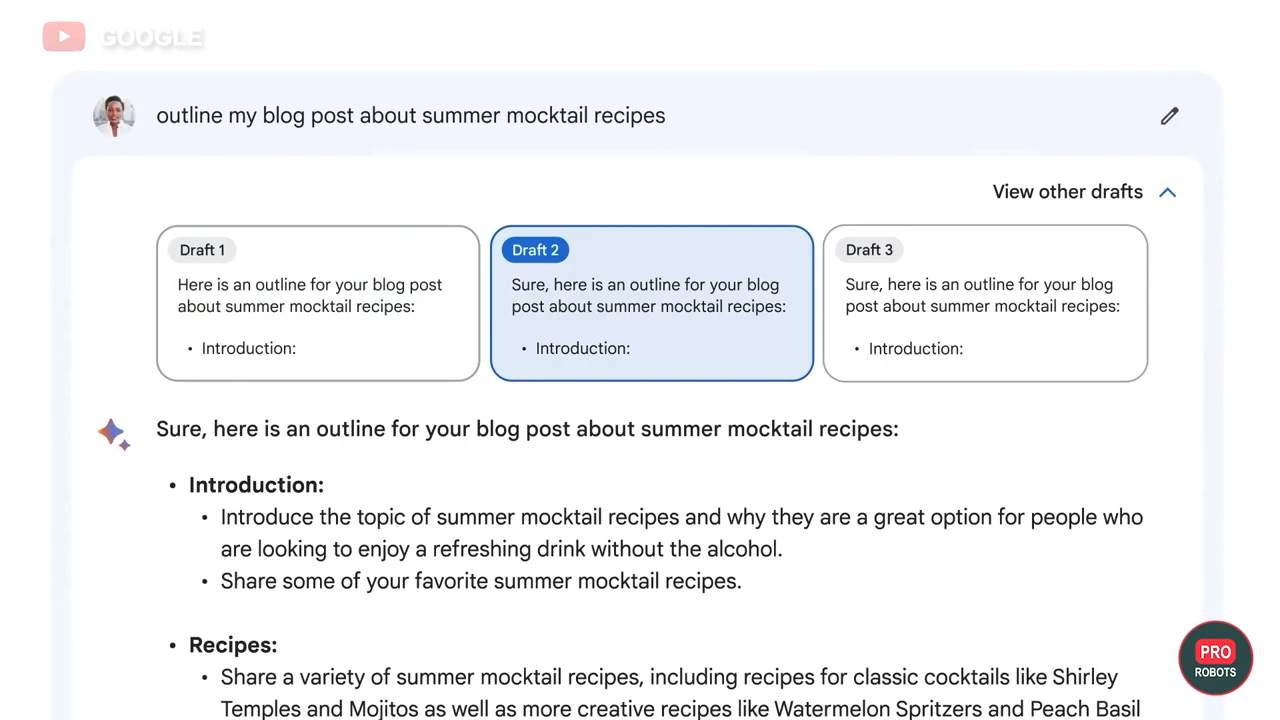 GOOGLE
outline my blog post about summer mocktail recipes
View other drafts
Draft 1
Here is an outline for your blog post
about summer mocktail recipes:
• Introduction:
Draft 2
Sure, here is an outline for your blog
post about summer mocktail recipes:
• Introduction:
Draft 3
Sure, here is an outline for your blog
post about summer mocktail recipes:
• Introduction:
Sure, here is an outline for your blog post about summer mocktail recipes:
• Introduction:
• Introduce the topic of summer mocktail recipes and why they are a great option for people who
are looking to enjoy a refreshing drink without the alcohol.
• Share some of your favorite summer mocktail recipes.
• Recipes:
• Share a variety of summer mocktail recipes, including recipes for classic cocktails like Shirley
Temples and Mojitos as well as more creative recipes like Watermelon Spritzers and Peach Basil
PRO
ROBOTS